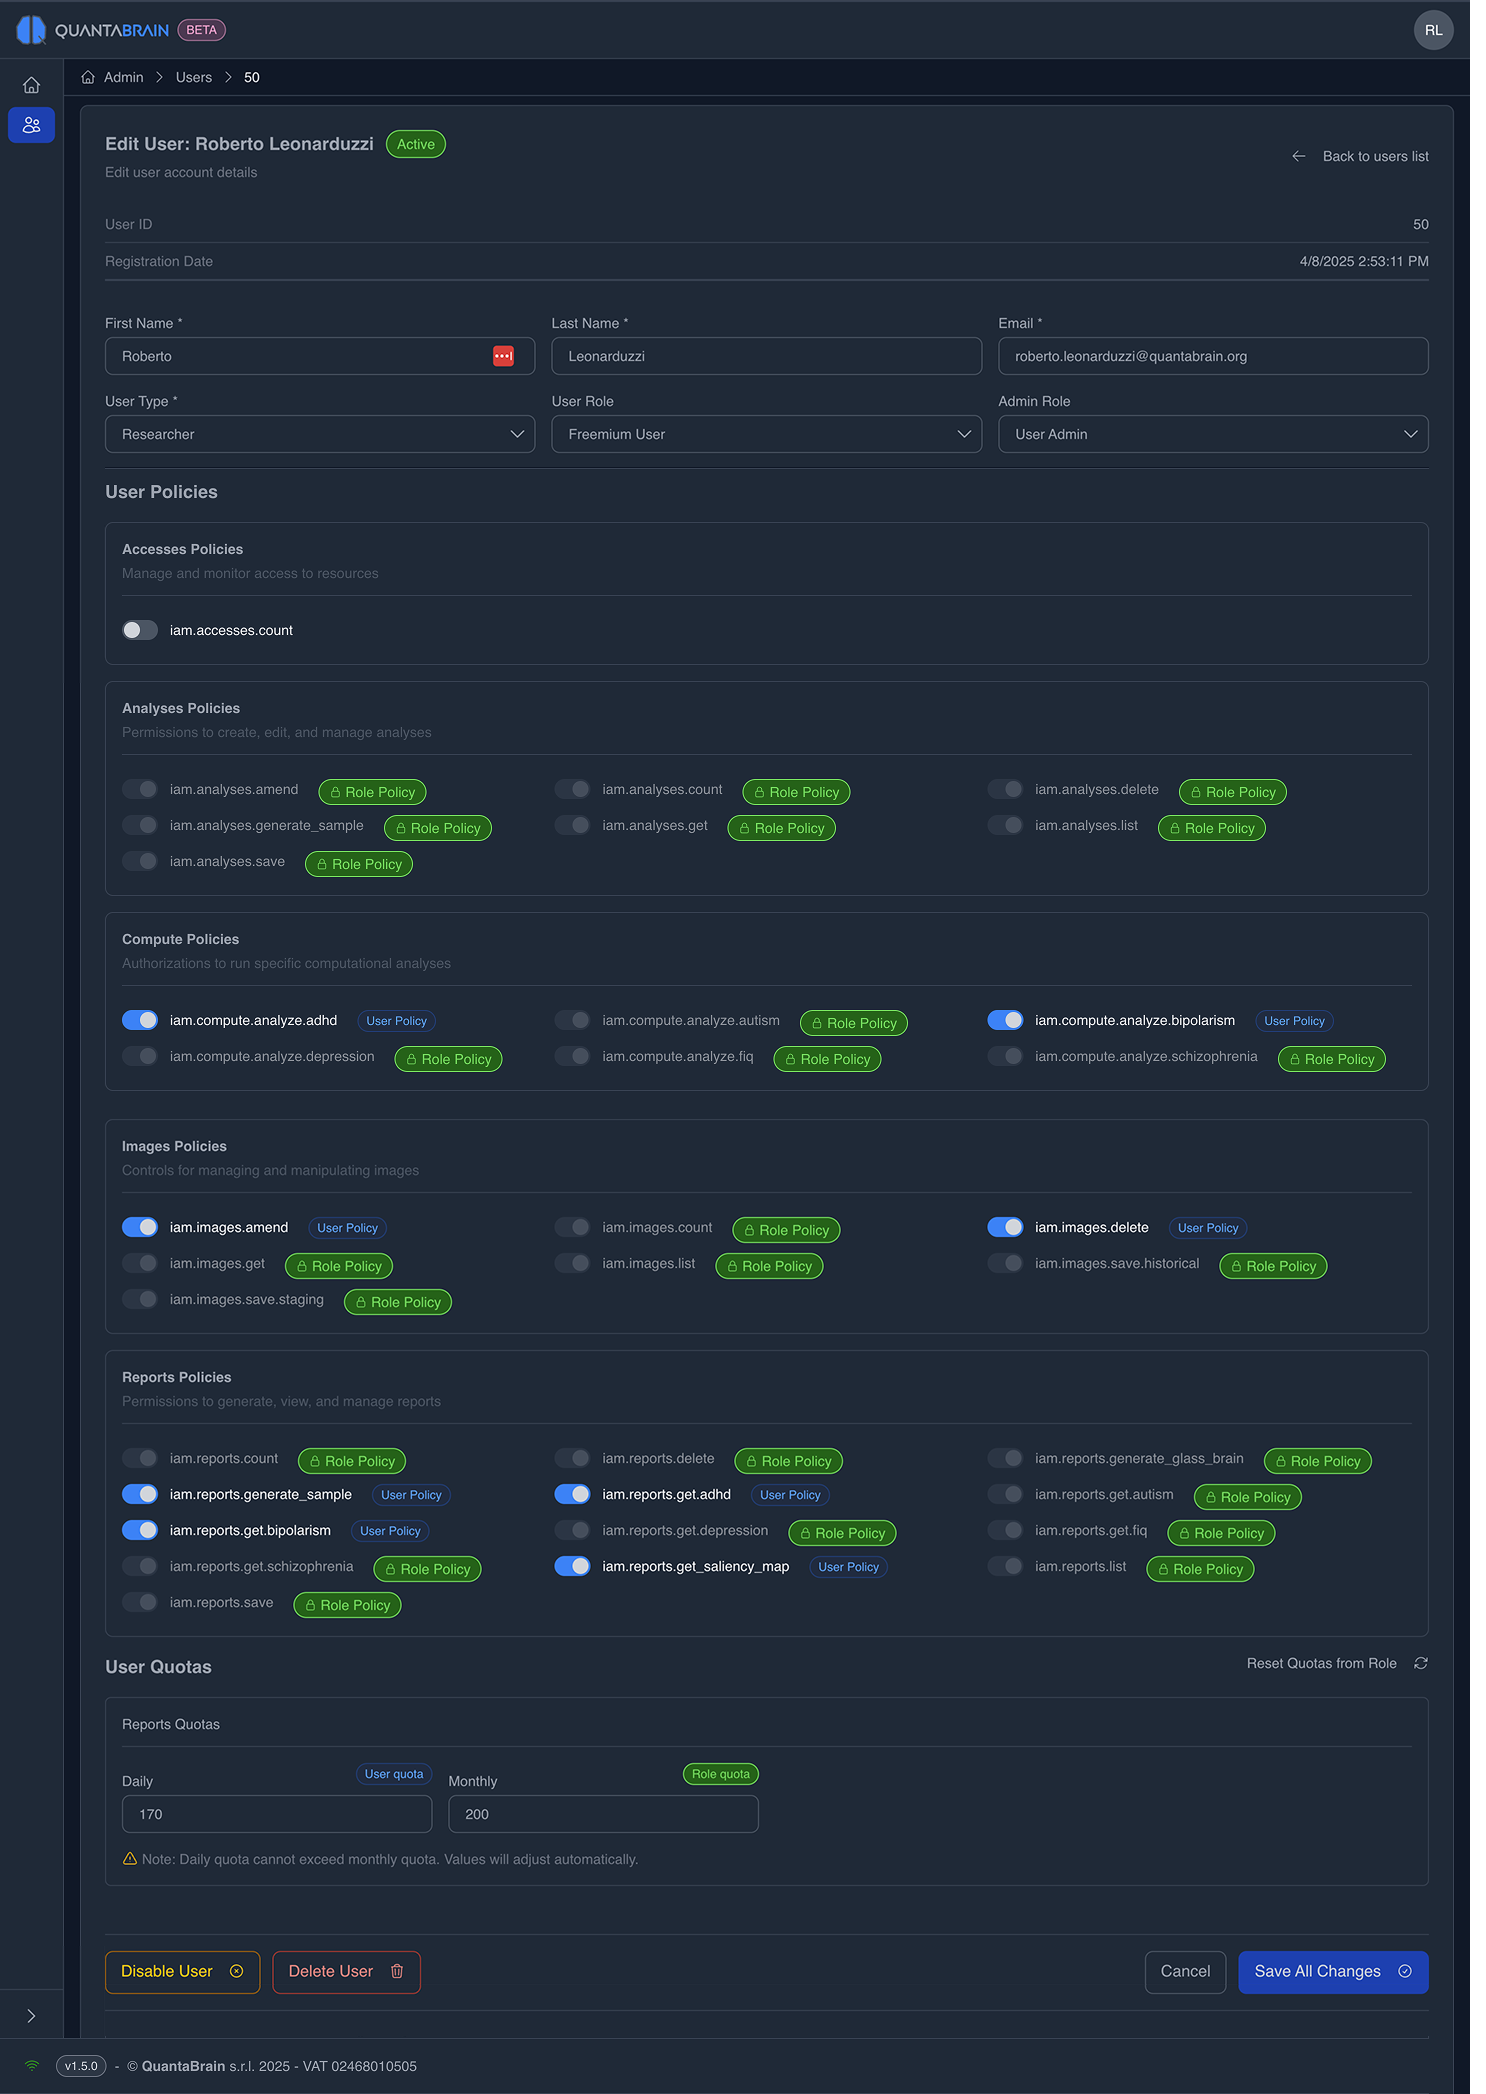 QUANTABRAIN BETA RL
Admin > Users > 50
Edit User: Roberto Leonarduzzi Active
Back to users list
Edit user account details
User ID 50
Registration Date 4/8/2025 2:53:11 PM
First Name * Last Name * Email *
Roberto Leonarduzzi roberto.leonarduzzi@quantabrain.org
User Type * User Role Admin Role
Researcher Freemium User User Admin
User Policies
Accesses Policies
Manage and monitor access to resources
iam.accesses.count
Analyses Policies
Permissions to create, edit, and manage analyses
iam.analyses.amend Role Policy iam.analyses.count Role Policy iam.analyses.delete Role Policy
iam.analyses.generate_sample Role Policy iam.analyses.get Role Policy iam.analyses.list Role Policy
iam.analyses.save Role Policy
Compute Policies
Authorizations to run specific computational analyses
iam.compute.analyze.adhd User Policy iam.compute.analyze.autism Role Policy iam.compute.analyze.bipolarism User Policy
iam.compute.analyze.depression Role Policy iam.compute.analyze.fiq Role Policy iam.compute.analyze.schizophrenia Role Policy
Images Policies
Controls for managing and manipulating images
iam.images.amend User Policy iam.images.count Role Policy iam.images.delete User Policy
iam.images.get Role Policy iam.images.list Role Policy iam.images.save.historical Role Policy
iam.images.save.staging Role Policy
Reports Policies
Permissions to generate, view, and manage reports
iam.reports.count Role Policy iam.reports.delete Role Policy iam.reports.generate_glass_brain Role Policy
iam.reports.generate_sample User Policy iam.reports.get.adhd User Policy iam.reports.get.autism Role Policy
iam.reports.get.bipolarism User Policy iam.reports.get.depression Role Policy iam.reports.get.fiq Role Policy
iam.reports.get.schizophrenia Role Policy iam.reports.get_saliency_map User Policy iam.reports.list Role Policy
iam.reports.save Role Policy
User Quotas Reset Quotas from Role
Reports Quotas
Daily User quota Monthly Role quota
170 200
Note: Daily quota cannot exceed monthly quota. Values will adjust automatically.
Disable User Delete User Cancel Save All Changes
v1.5.0 - © QuantaBrain s.r.l. 2025 - VAT 02468010505